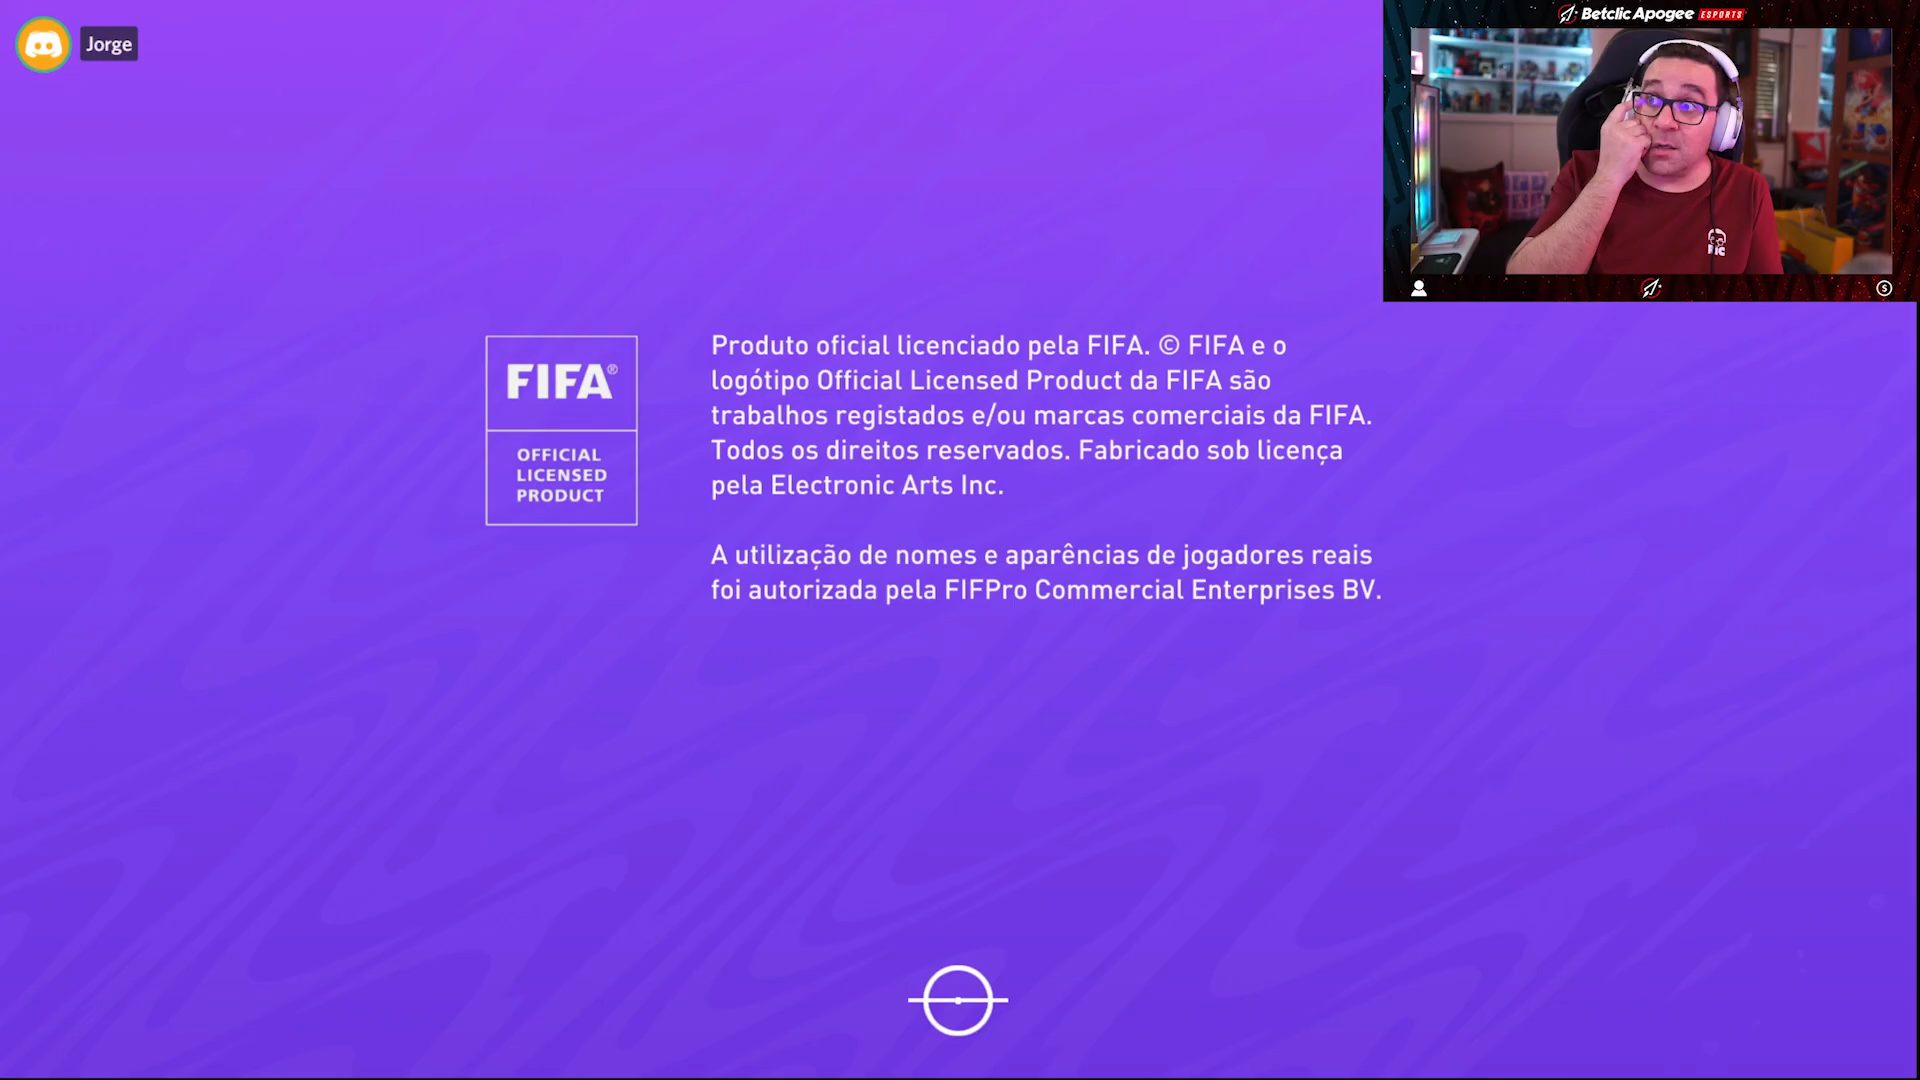 Jorge
Betclic Apogee ESPORTS
FIFA®
OFFICIAL
LICENSED
PRODUCT
Produto oficial licenciado pela FIFA. © FIFA e o
logótipo Official Licensed Product da FIFA são
trabalhos registados e/ou marcas comerciais da FIFA.
Todos os direitos reservados. Fabricado sob licença
pela Electronic Arts Inc.
A utilização de nomes e aparências de jogadores reais
foi autorizada pela FIFPro Commercial Enterprises BV.